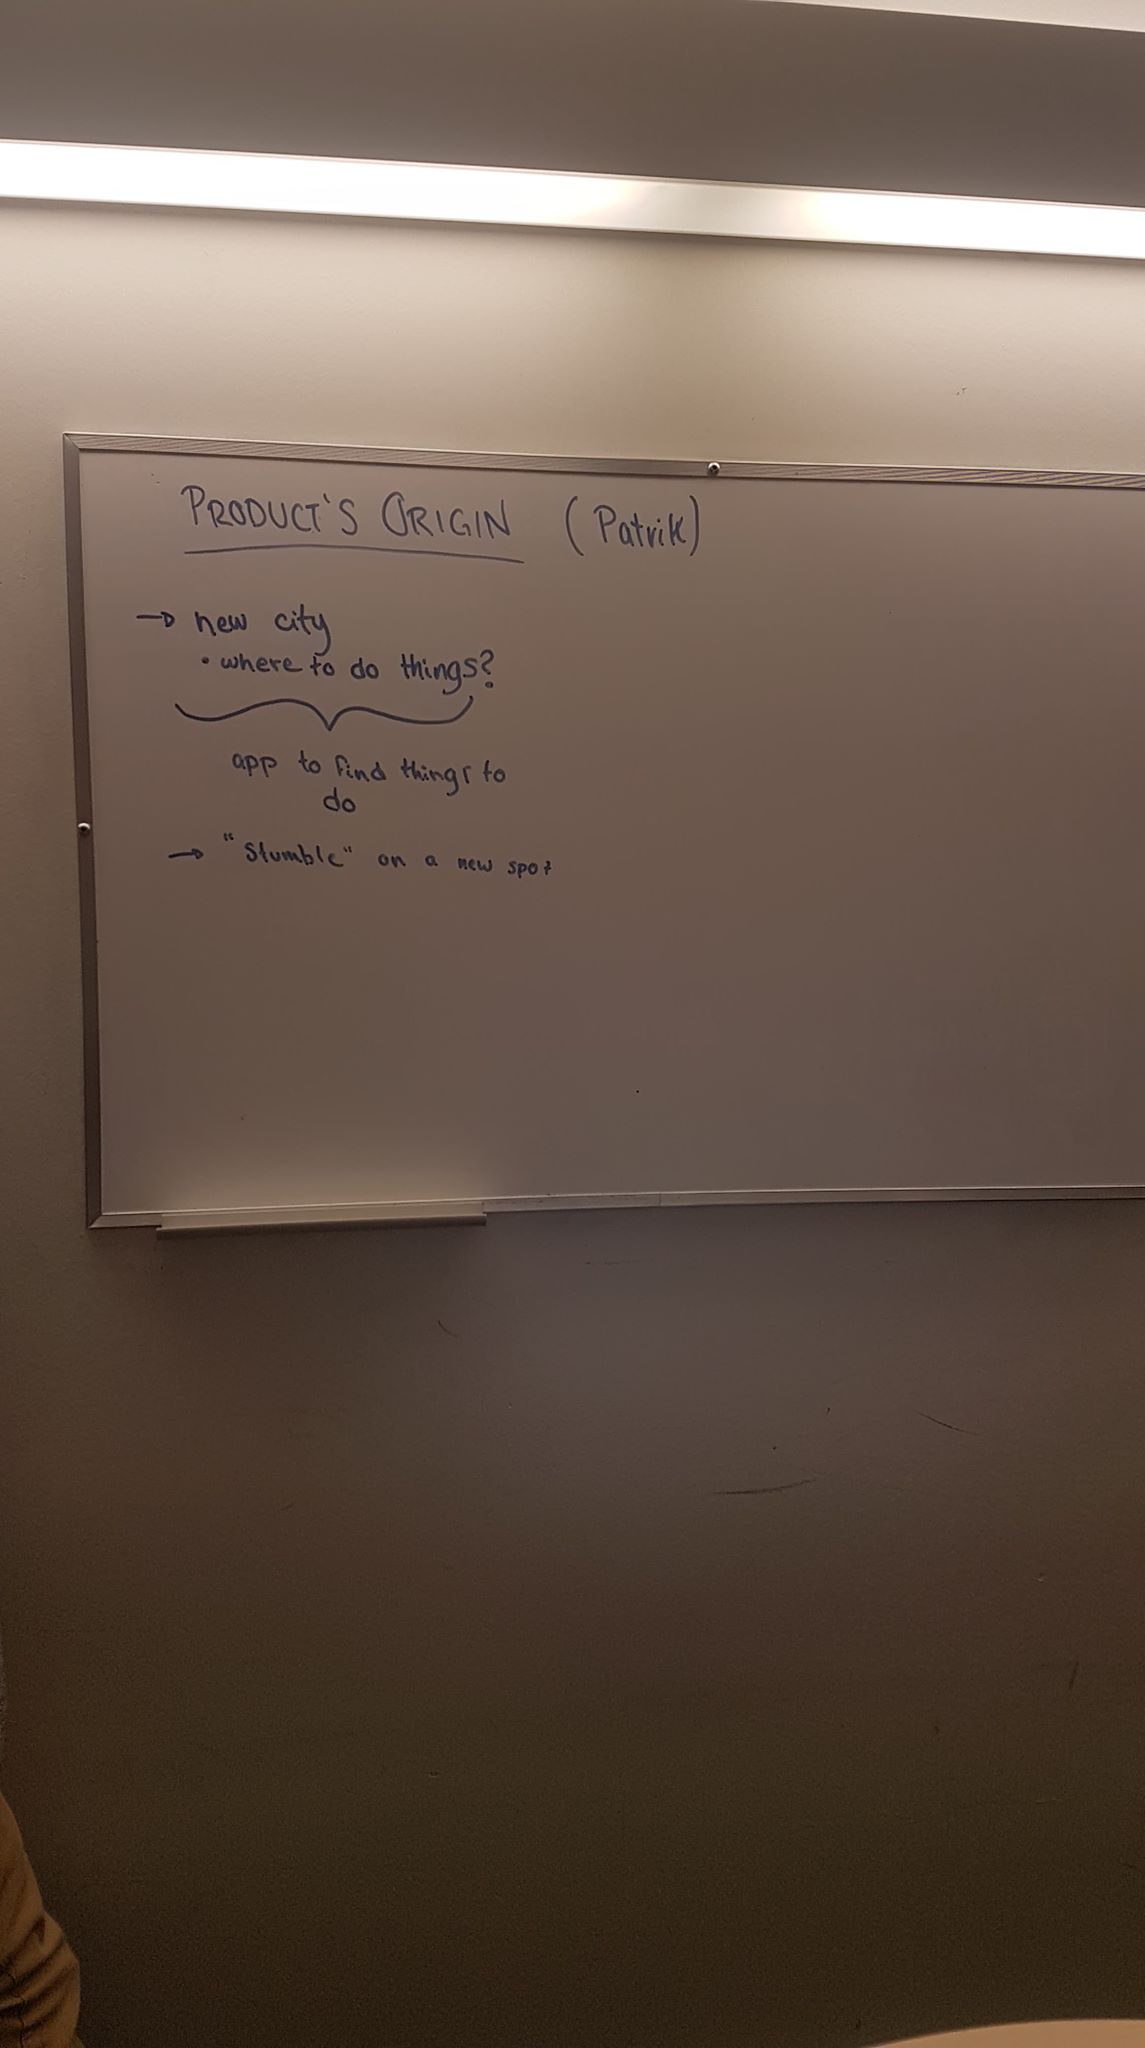 PRODUCT'S ORIGIN (Patrik)
→ new city
• where to do things?
app to find things to
do
→ "Stumble" on a new spot